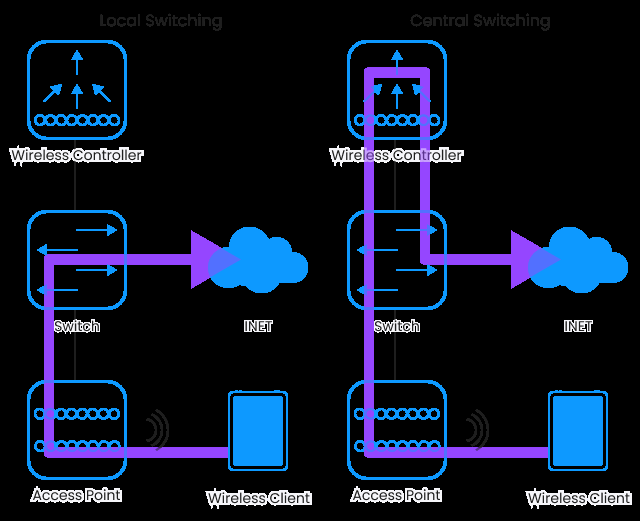 Local Switching
Central Switching
Wireless Controller
Wireless Controller
Switch
INET
Switch
INET
Access Point
Wireless Client
Access Point
Wireless Client